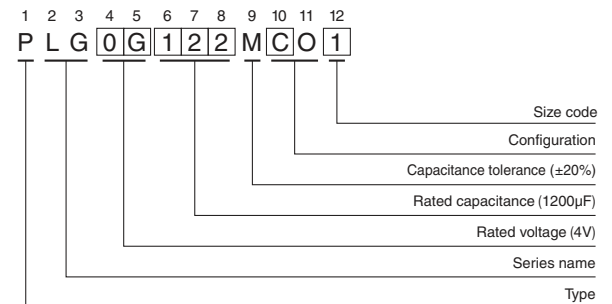 1 2 3 4 5 6 7 8 9 10 11 12
P L G 0 G 1 2 2 M C O 1
Size code
Configuration
Capacitance tolerance (±20%)
Rated capacitance (1200µF)
Rated voltage (4V)
Series name
Type